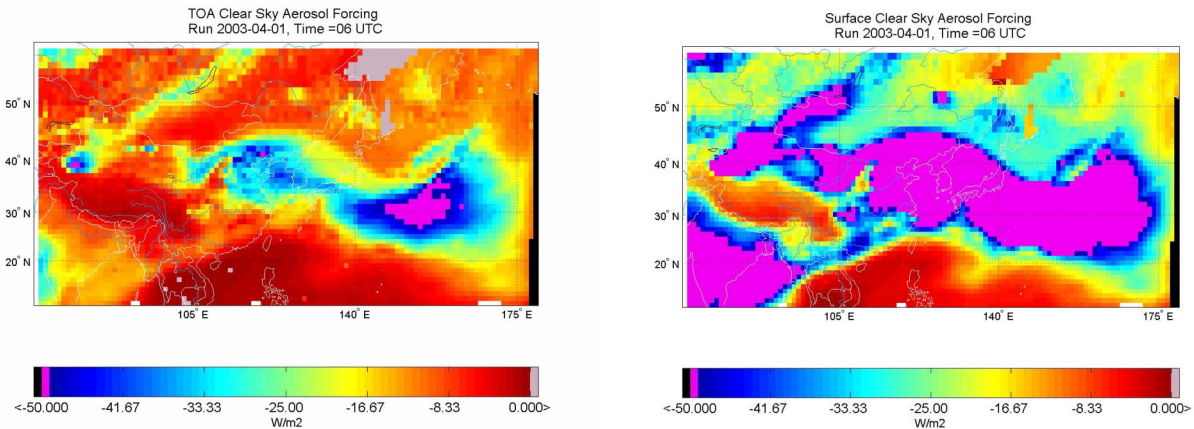 TOA Clear Sky Aerosol Forcing
Run 2003-04-01, Time =06 UTC
50° N
40° N
30° N
20° N
105° E
140° E
175° E
<-50.000
-41.67
-33.33
-25.00
-16.67
-8.33
0.000>
W/m2
Surface Clear Sky Aerosol Forcing
Run 2003-04-01, Time =06 UTC
50° N
40° N
30° N
20° N
105° E
140° E
175° E
<-50.000
-41.67
-33.33
-25.00
-16.67
-8.33
0.000>
W/m2